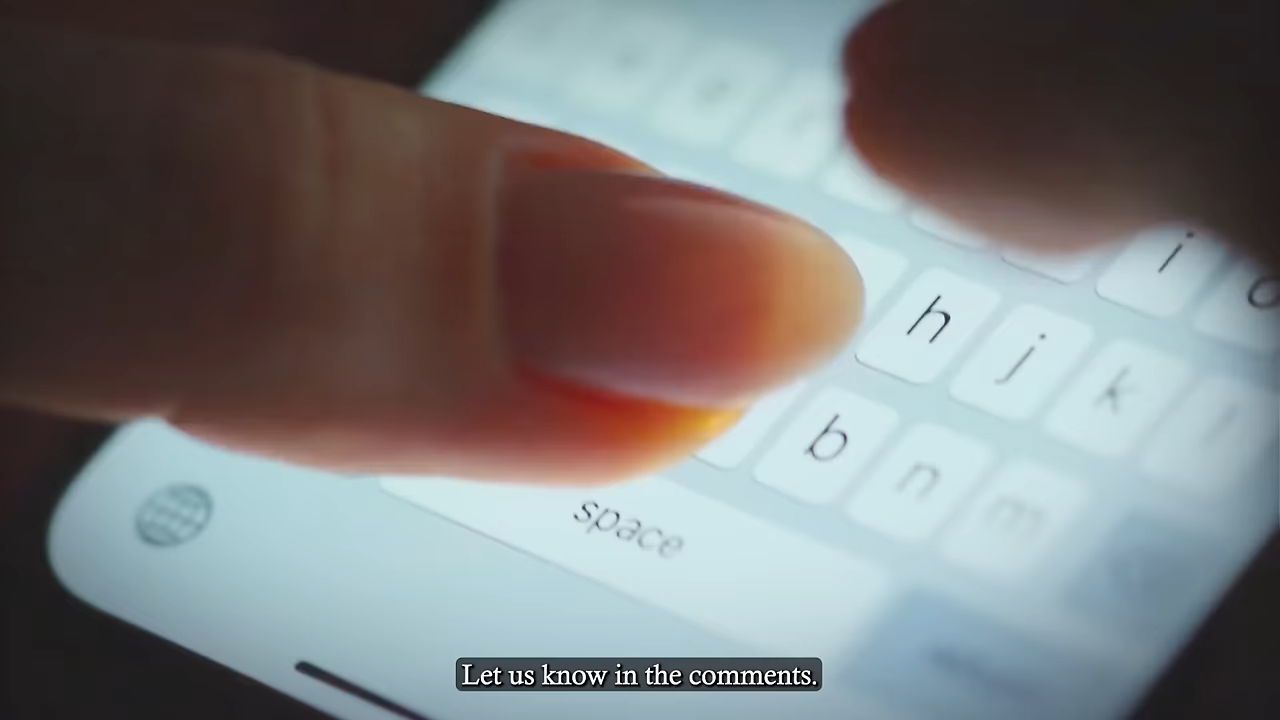 i
h j k
b n m
space
Let us know in the comments.